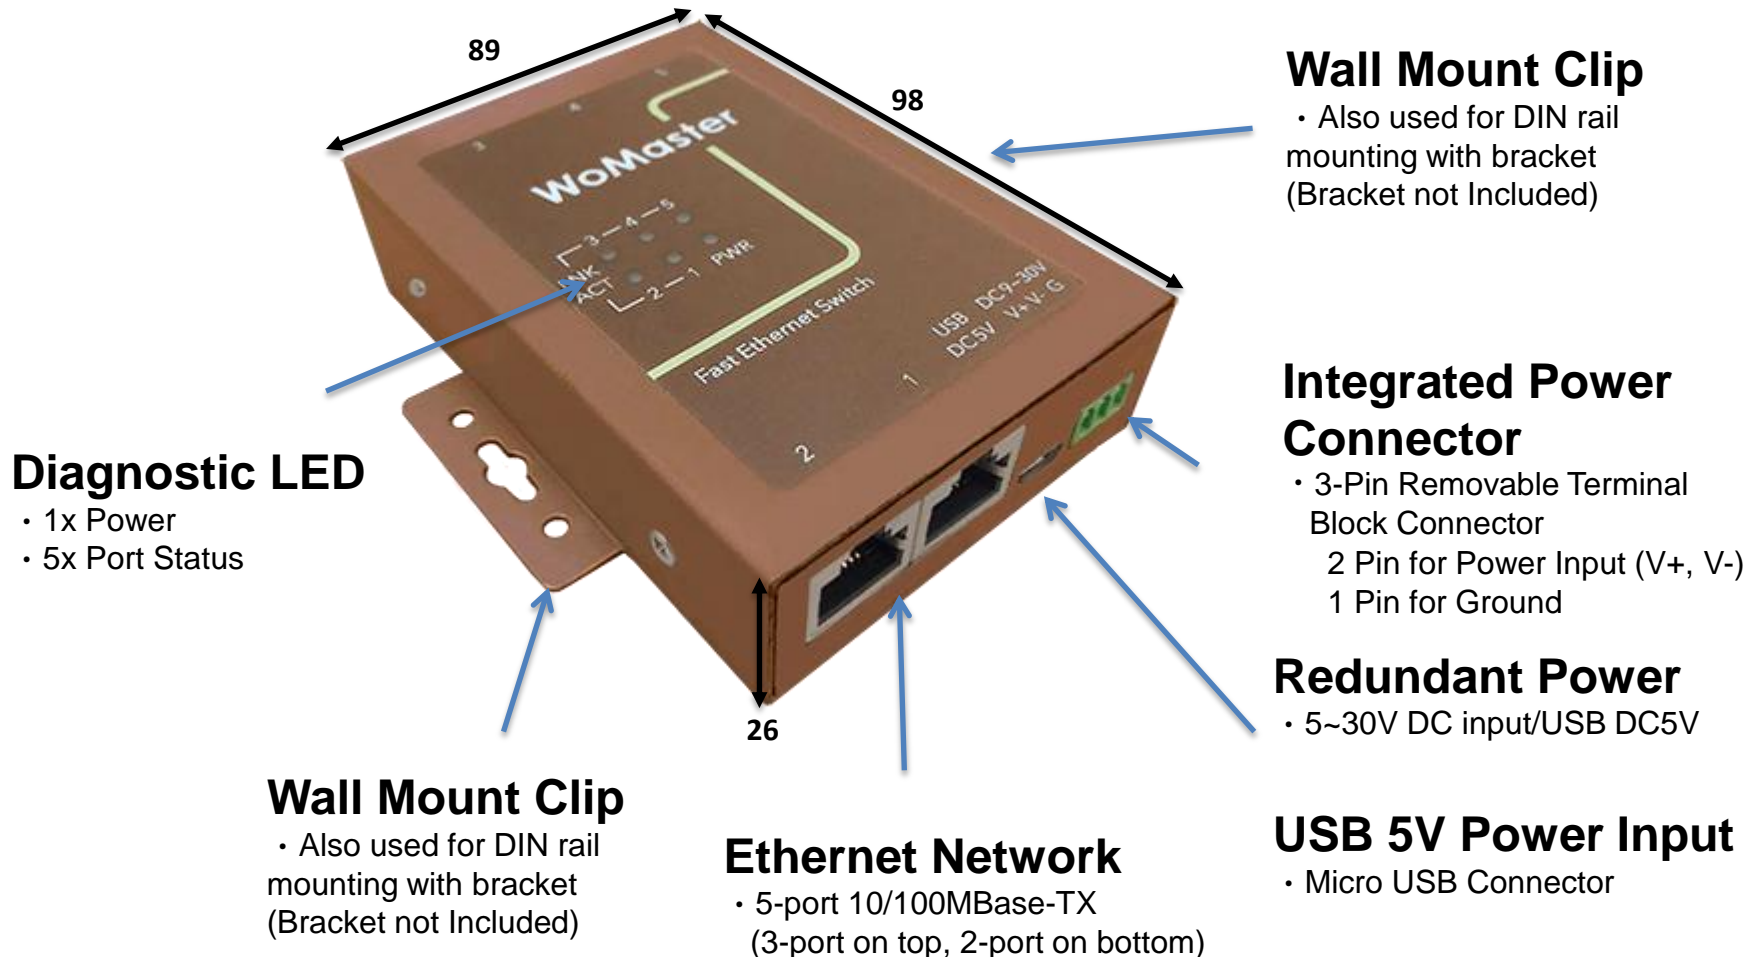 89
98
Wall Mount Clip
・Also used for DIN rail
mounting with bracket
(Bracket not Included)
3
4
5
WoMaster
3 4 5
LNK
ACT
2 1 PWR
Fast Ethernet Switch
USB DC9~30V
DC5V V+ V- G
1
2
Integrated Power
Connector
・3-Pin Removable Terminal
Block Connector
2 Pin for Power Input (V+, V-)
1 Pin for Ground
Diagnostic LED
・1x Power
・5x Port Status
26
Redundant Power
・5~30V DC input/USB DC5V
Wall Mount Clip
・Also used for DIN rail
mounting with bracket
(Bracket not Included)
Ethernet Network
・5-port 10/100MBase-TX
(3-port on top, 2-port on bottom)
USB 5V Power Input
・Micro USB Connector